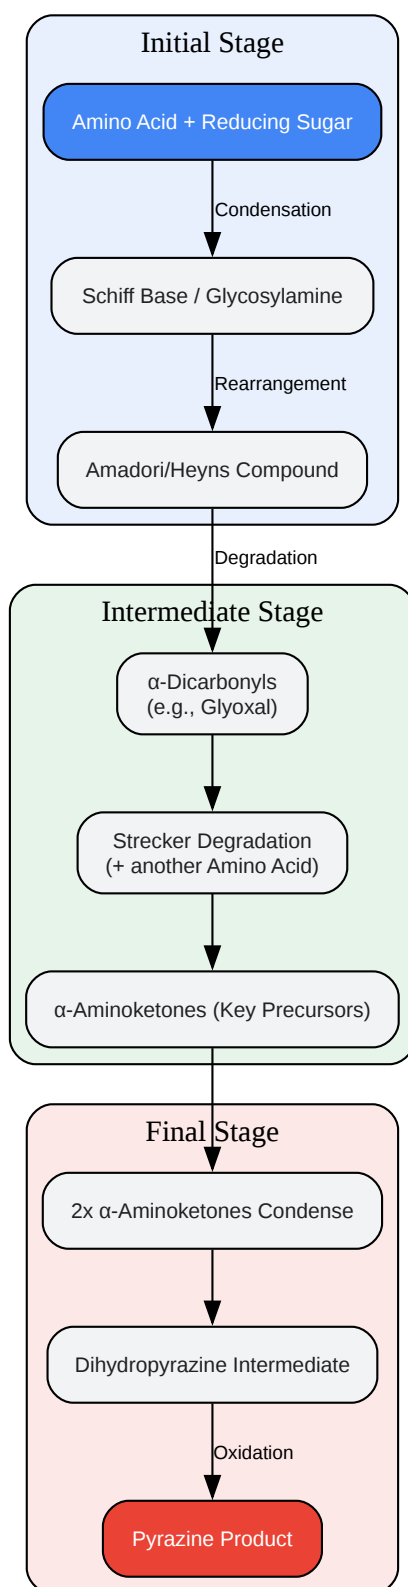 Initial Stage
Amino Acid + Reducing Sugar
Condensation
Schiff Base / Glycosylamine
Rearrangement
Amadori/Heyns Compound
Degradation
Intermediate Stage
α-Dicarbonyls
(e.g., Glyoxal)
Strecker Degradation
(+ another Amino Acid)
α-Aminoketones (Key Precursors)
Final Stage
2x α-Aminoketones Condense
Dihydropyrazine Intermediate
Oxidation
Pyrazine Product